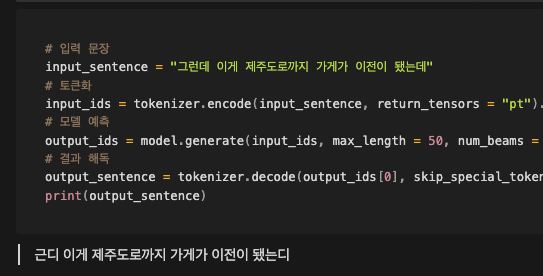 # 입력 문장
input_sentence = "그런데 이게 제주도로까지 가게가 이전이 됐는데"
# 토큰화
input_ids = tokenizer.encode(input_sentence, return_tensors = "pt").
# 모델 예측
output_ids = model.generate(input_ids, max_length = 50, num_beams =
# 결과 해독
output_sentence = tokenizer.decode(output_ids[0], skip_special_token
print(output_sentence)
근디 이게 제주도로까지 가게가 이전이 됐는디